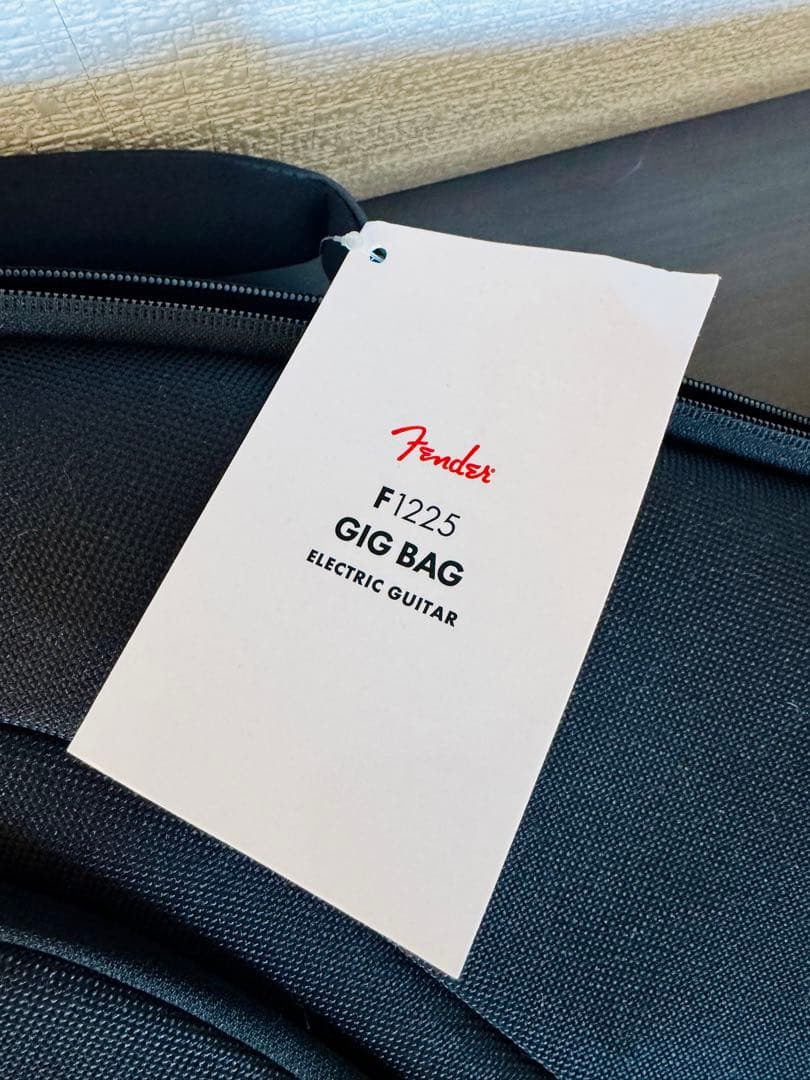 Fender
F1225
GIG BAG
ELECTRIC GUITAR